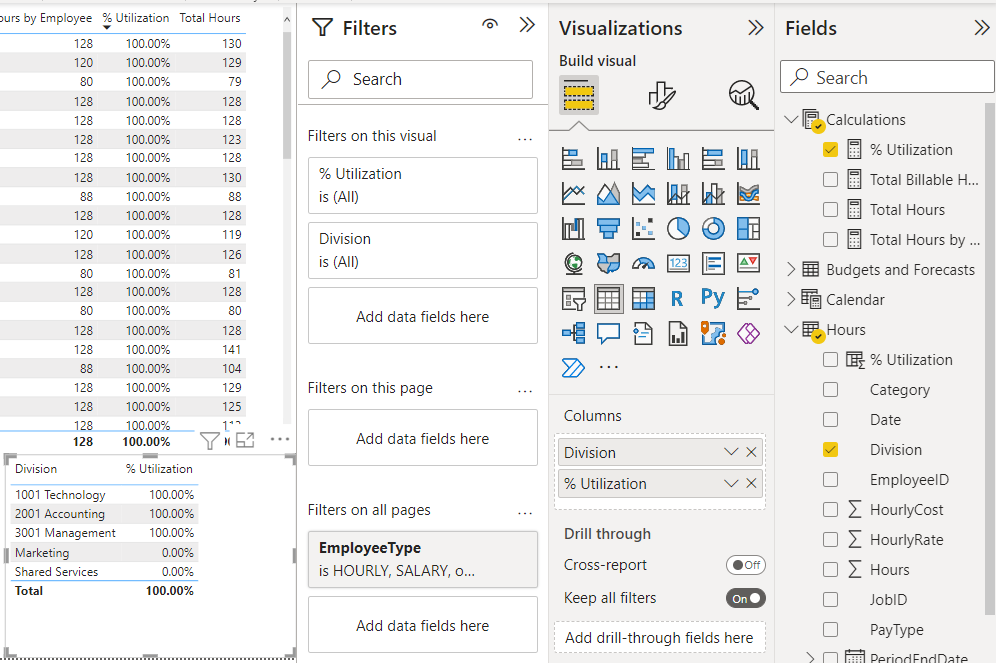 ours by Employee % Utilization Total Hours
128 100.00% 130
120 100.00% 129
80 100.00% 79
128 100.00% 128
128 100.00% 128
128 100.00% 123
128 100.00% 128
128 100.00% 130
88 100.00% 88
128 100.00% 128
120 100.00% 119
128 100.00% 126
80 100.00% 81
128 100.00% 128
80 100.00% 80
128 100.00% 128
128 100.00% 141
88 100.00% 104
128 100.00% 129
128 100.00% 125
128 100.00%
128 100.00%
Division % Utilization
1001 Technology 100.00%
2001 Accounting 100.00%
3001 Management 100.00%
Marketing 0.00%
Shared Services 0.00%
Total 100.00%
Filters
Search
Filters on this visual ...
% Utilization
is (All)
Division
is (All)
Add data fields here
Filters on this page ...
Add data fields here
Filters on all pages ...
EmployeeType
is HOURLY, SALARY, o...
Add data fields here
Visualizations
Build visual
123
R Py
...
Columns
Division
% Utilization
Drill through
Cross-report Off
Keep all filters On
Add drill-through fields here
Fields
Search
Calculations
% Utilization
Total Billable H...
Total Hours
Total Hours by ...
Budgets and Forecasts
Calendar
Hours
% Utilization
Category
Date
Division
EmployeeID
HourlyCost
HourlyRate
Hours
JobID
PayType
PeriodEndDate